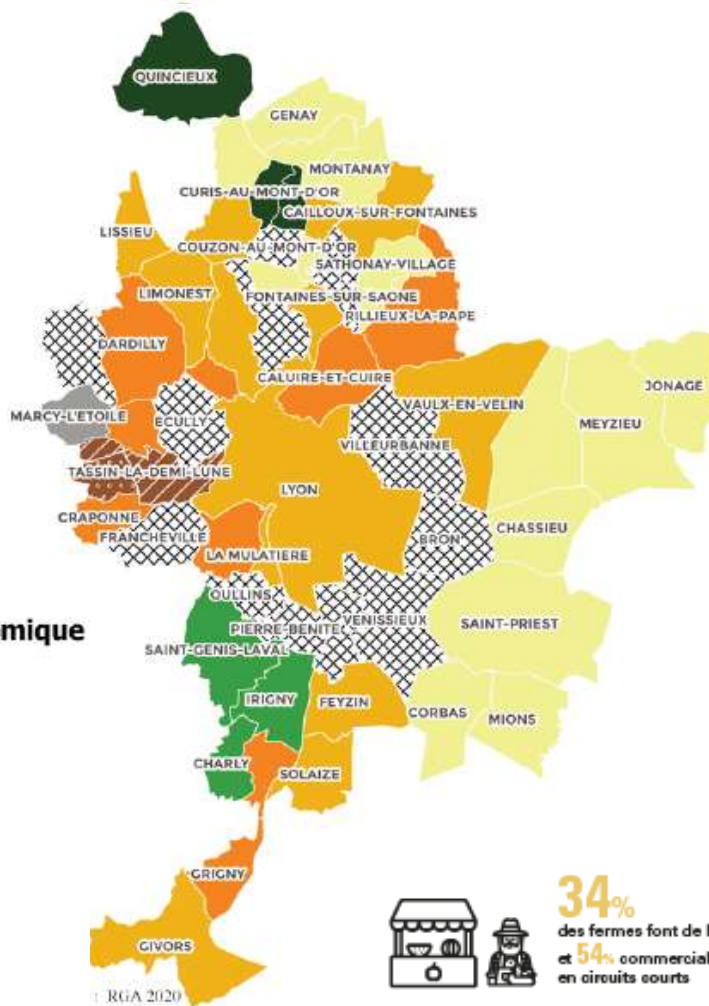 QUINCIEUX
GENAY
MONTANAY
CURIS-AU-MONT-D'OR
CAILLOUX-SUR-FONTAINES
LISSIEU
COUZON-AU-MONT-D'OR
SATHONAY-VILLAGE
LIMONEST
FONTAINES-SUR-SAONE
RILLIEUX-LA-PAPE
DARDILLY
CALUIRE-ET-CUIRE
JONAGE
MARCY-L'ETOILE
ECULLY
VAULX-EN-VELIN
MEYZIEU
VILLEURBANNE
TASSIN-LA-DEMI-LUNE
LYON
CRAPONNE
CHASSIEU
FRANCHEVILLE
BRON
LA MULATIERE
OULLINS
PIERRE-BENITE
VENISSIEUX
SAINT-PRIEST
SAINT-GENIS-LAVAL
IRIGNY
FEYZIN
CORBAS
MIONS
CHARLY
SOLAIZE
GRIGNY
GIVORS
34%
des fermes font de
et 54% commercial
en circuits courts
: RGA 2020